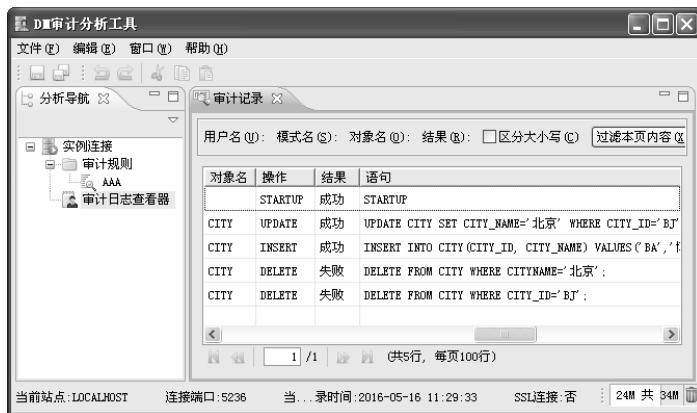 DM审计分析工具
文件(F) 编辑(E) 窗口(W) 帮助(H)
分析导航
审计记录
实例连接
审计规则
AAA
审计日志查看器
用户名(U): 模式名(S): 对象名(O): 结果(R): 区分大小写(C) 过滤本页内容(X
对象名 操作 结果 语句
STARTUP 成功 STARTUP
CITY UPDATE 成功 UPDATE CITY SET CITY_NAME='北京' WHERE CITY_ID='BJ'
CITY INSERT 成功 INSERT INTO CITY(CITY_ID, CITY_NAME) VALUES('BA','
CITY DELETE 失败 DELETE FROM CITY WHERE CITYNAME='北京';
CITY DELETE 失败 DELETE FROM CITY WHERE CITY_ID='BJ';
1 /1 (共5行, 每页100行)
当前站点:LOCALHOST 连接端口:5236 当...录时间:2016-05-16 11:29:33 SSL连接:否 24M 共 34M